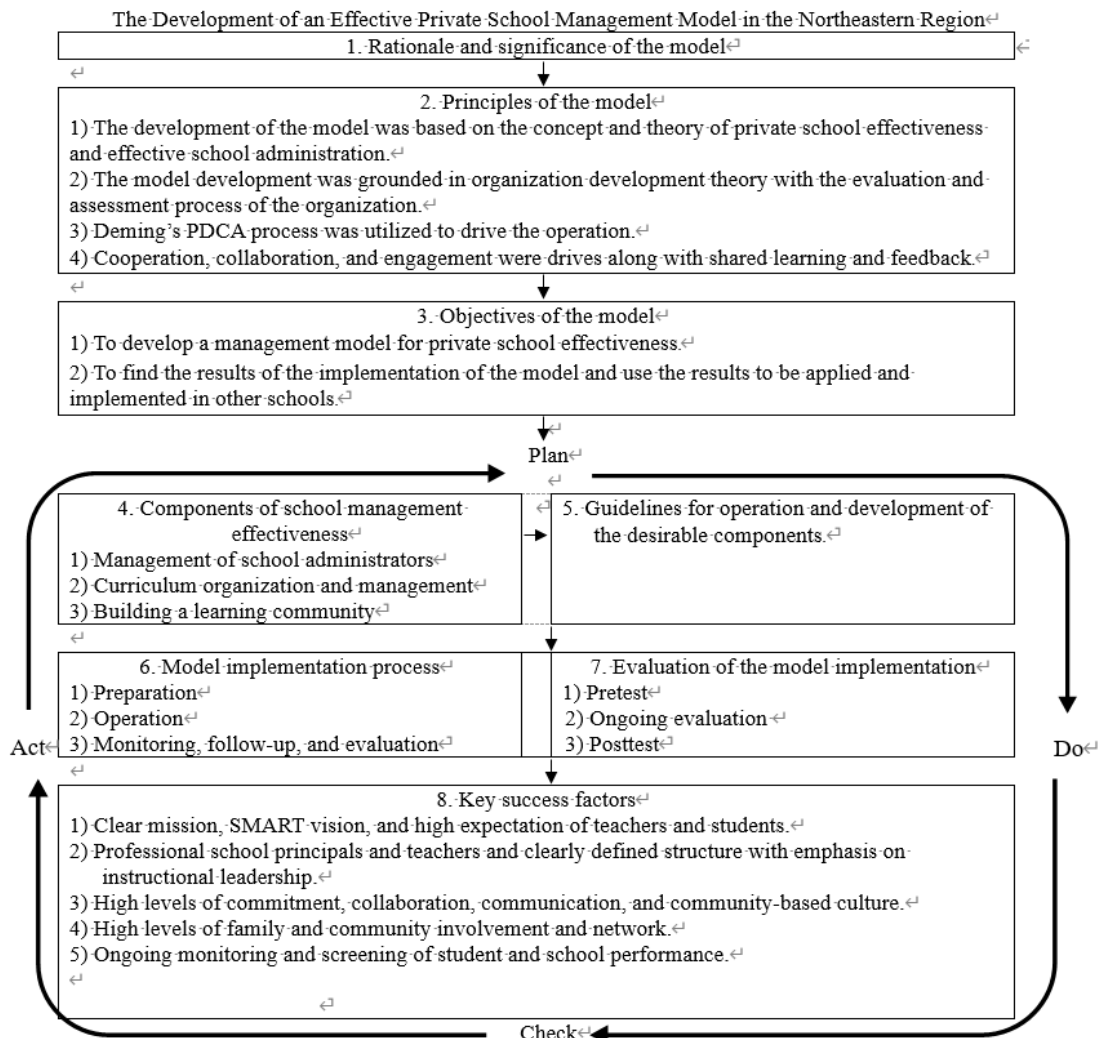 The Development of an Effective Private School Management Model in the Northeastern Region
1. Rationale and significance of the model
2. Principles of the model
1) The development of the model was based on the concept and theory of private school effectiveness
and effective school administration.
2) The model development was grounded in organization development theory with the evaluation and
assessment process of the organization.
3) Deming's PDCA process was utilized to drive the operation.
4) Cooperation, collaboration, and engagement were drives along with shared learning and feedback.
3. Objectives of the model
1) To develop a management model for private school effectiveness.
2) To find the results of the implementation of the model and use the results to be applied and
implemented in other schools.
Plan
4. Components of school management
effectiveness
1) Management of school administrators
2) Curriculum organization and management
3) Building a learning community
5. Guidelines for operation and development of
the desirable components.
6. Model implementation process
1) Preparation
2) Operation
3) Monitoring, follow-up, and evaluation
7. Evaluation of the model implementation
1) Pretest
2) Ongoing evaluation
3) Posttest
Act
Do
8. Key success factors
1) Clear mission, SMART vision, and high expectation of teachers and students.
2) Professional school principals and teachers and clearly defined structure with emphasis on
instructional leadership.
3) High levels of commitment, collaboration, communication, and community-based culture.
4) High levels of family and community involvement and network.
5) Ongoing monitoring and screening of student and school performance.
Check